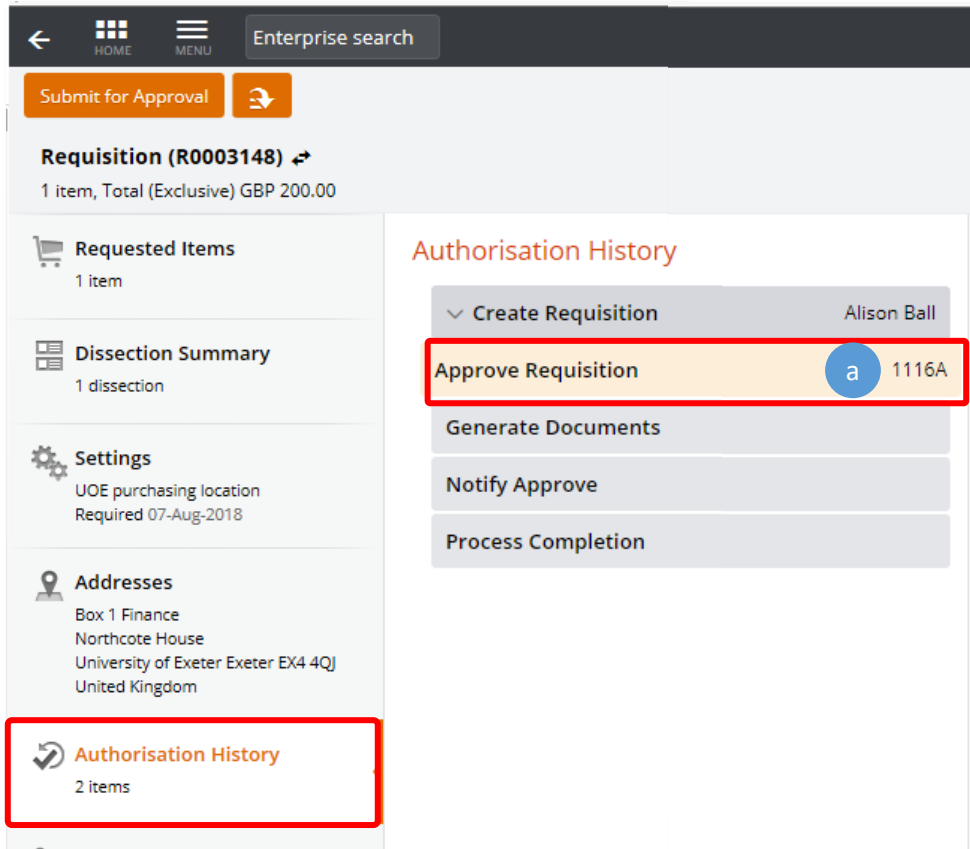 HOME
MENU
Enterprise search
Submit for Approval
Requisition (R0003148)
1 item, Total (Exclusive) GBP 200.00
Requested Items
1 item
Dissection Summary
1 dissection
Settings
UOE purchasing location
Required 07-Aug-2018
Addresses
Box 1 Finance
Northcote House
University of Exeter Exeter EX4 4QJ
United Kingdom
Authorisation History
2 items
Authorisation History
Create Requisition Alison Ball
Approve Requisition a 1116A
Generate Documents
Notify Approve
Process Completion